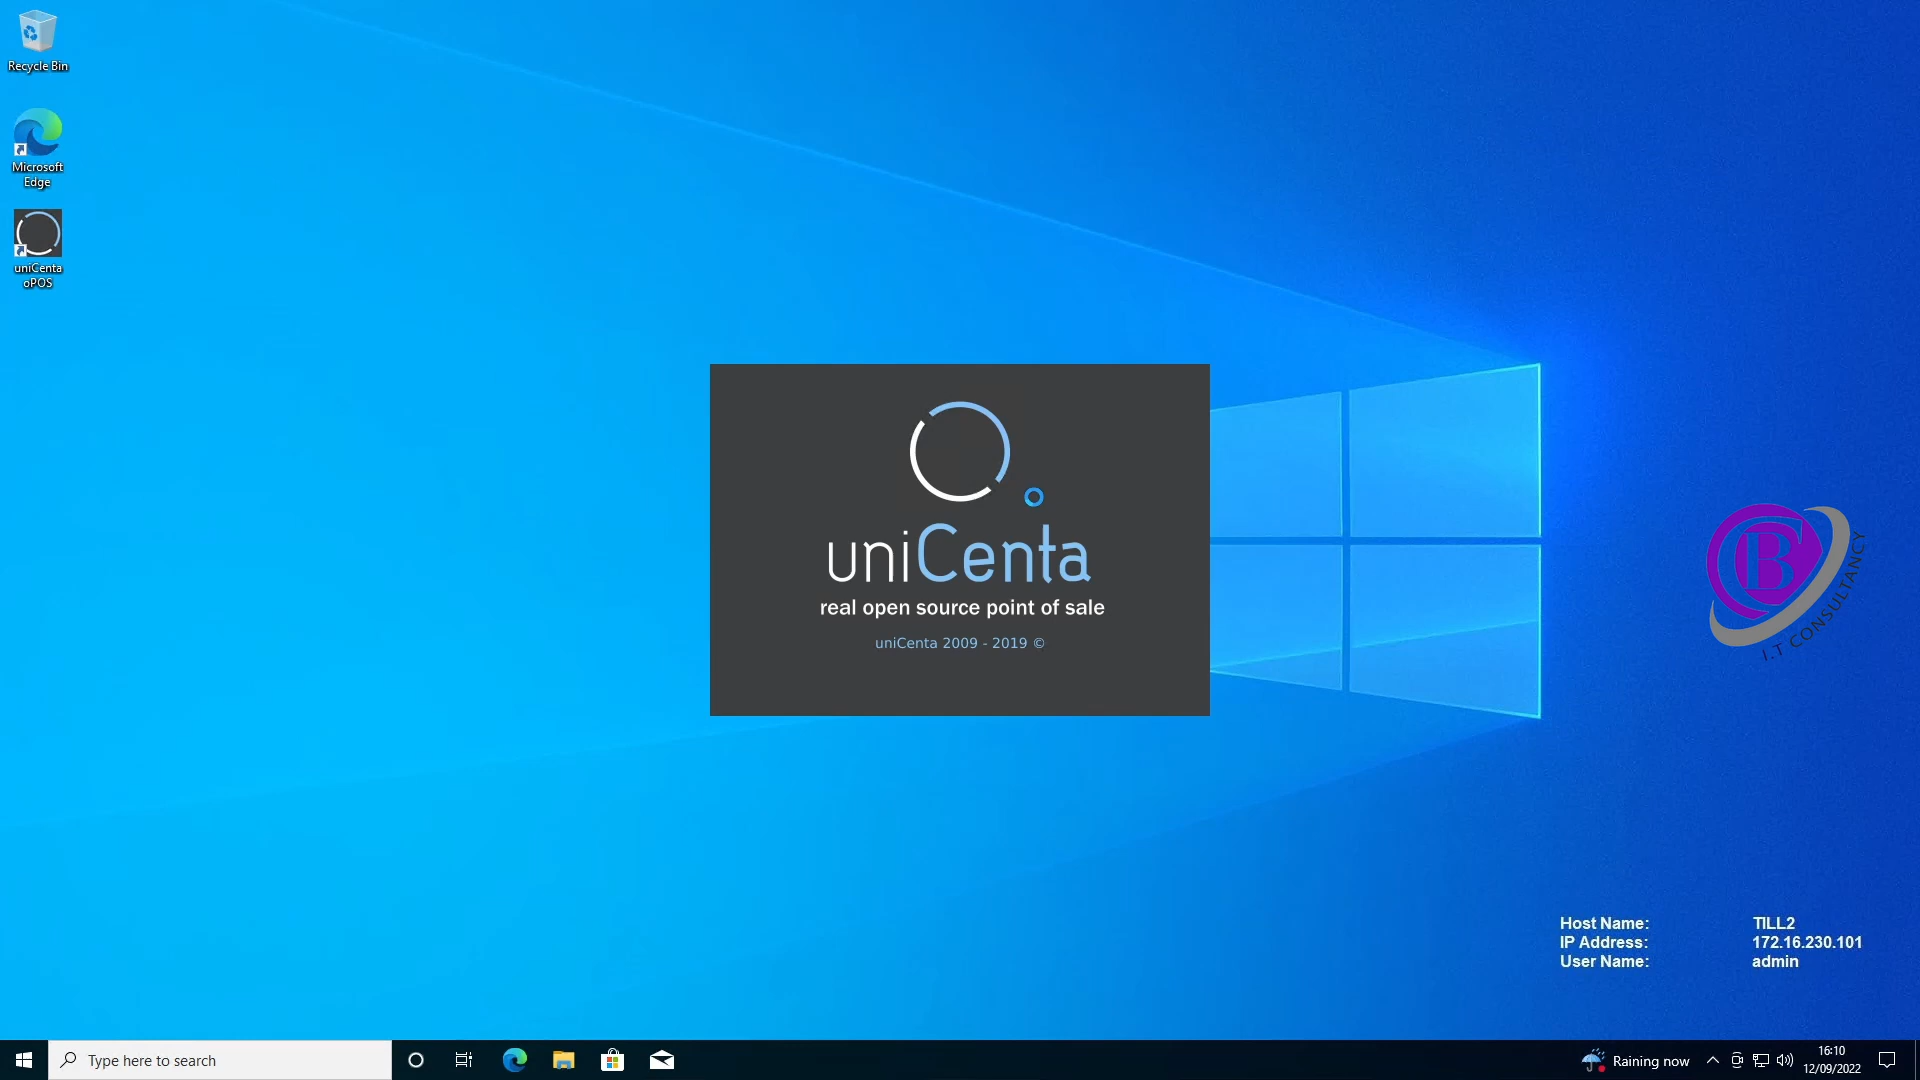 Recycle Bin
Microsoft
Edge
uniCenta
oPOS
uniCenta
real open source point of sale
uniCenta 2009 - 2019 ©
CB
I.T CONSULTANCY
Host Name: TILL2
IP Address: 172.16.230.101
User Name: admin
Type here to search
Raining now
16:10
12/09/2022